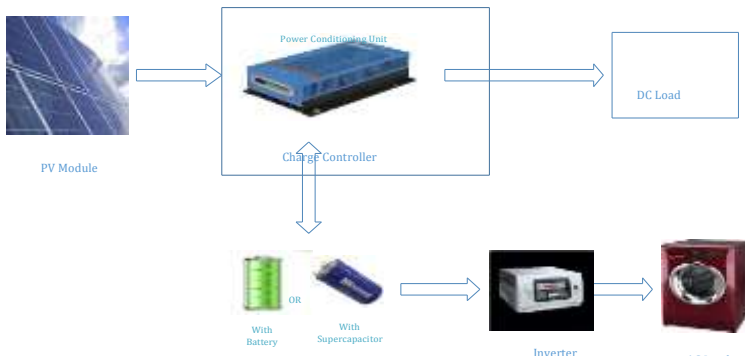 Power Conditioning Unit
DC Load
Charge Controller
PV Module
OR
With
Battery
With
Supercapacitor
Inverter